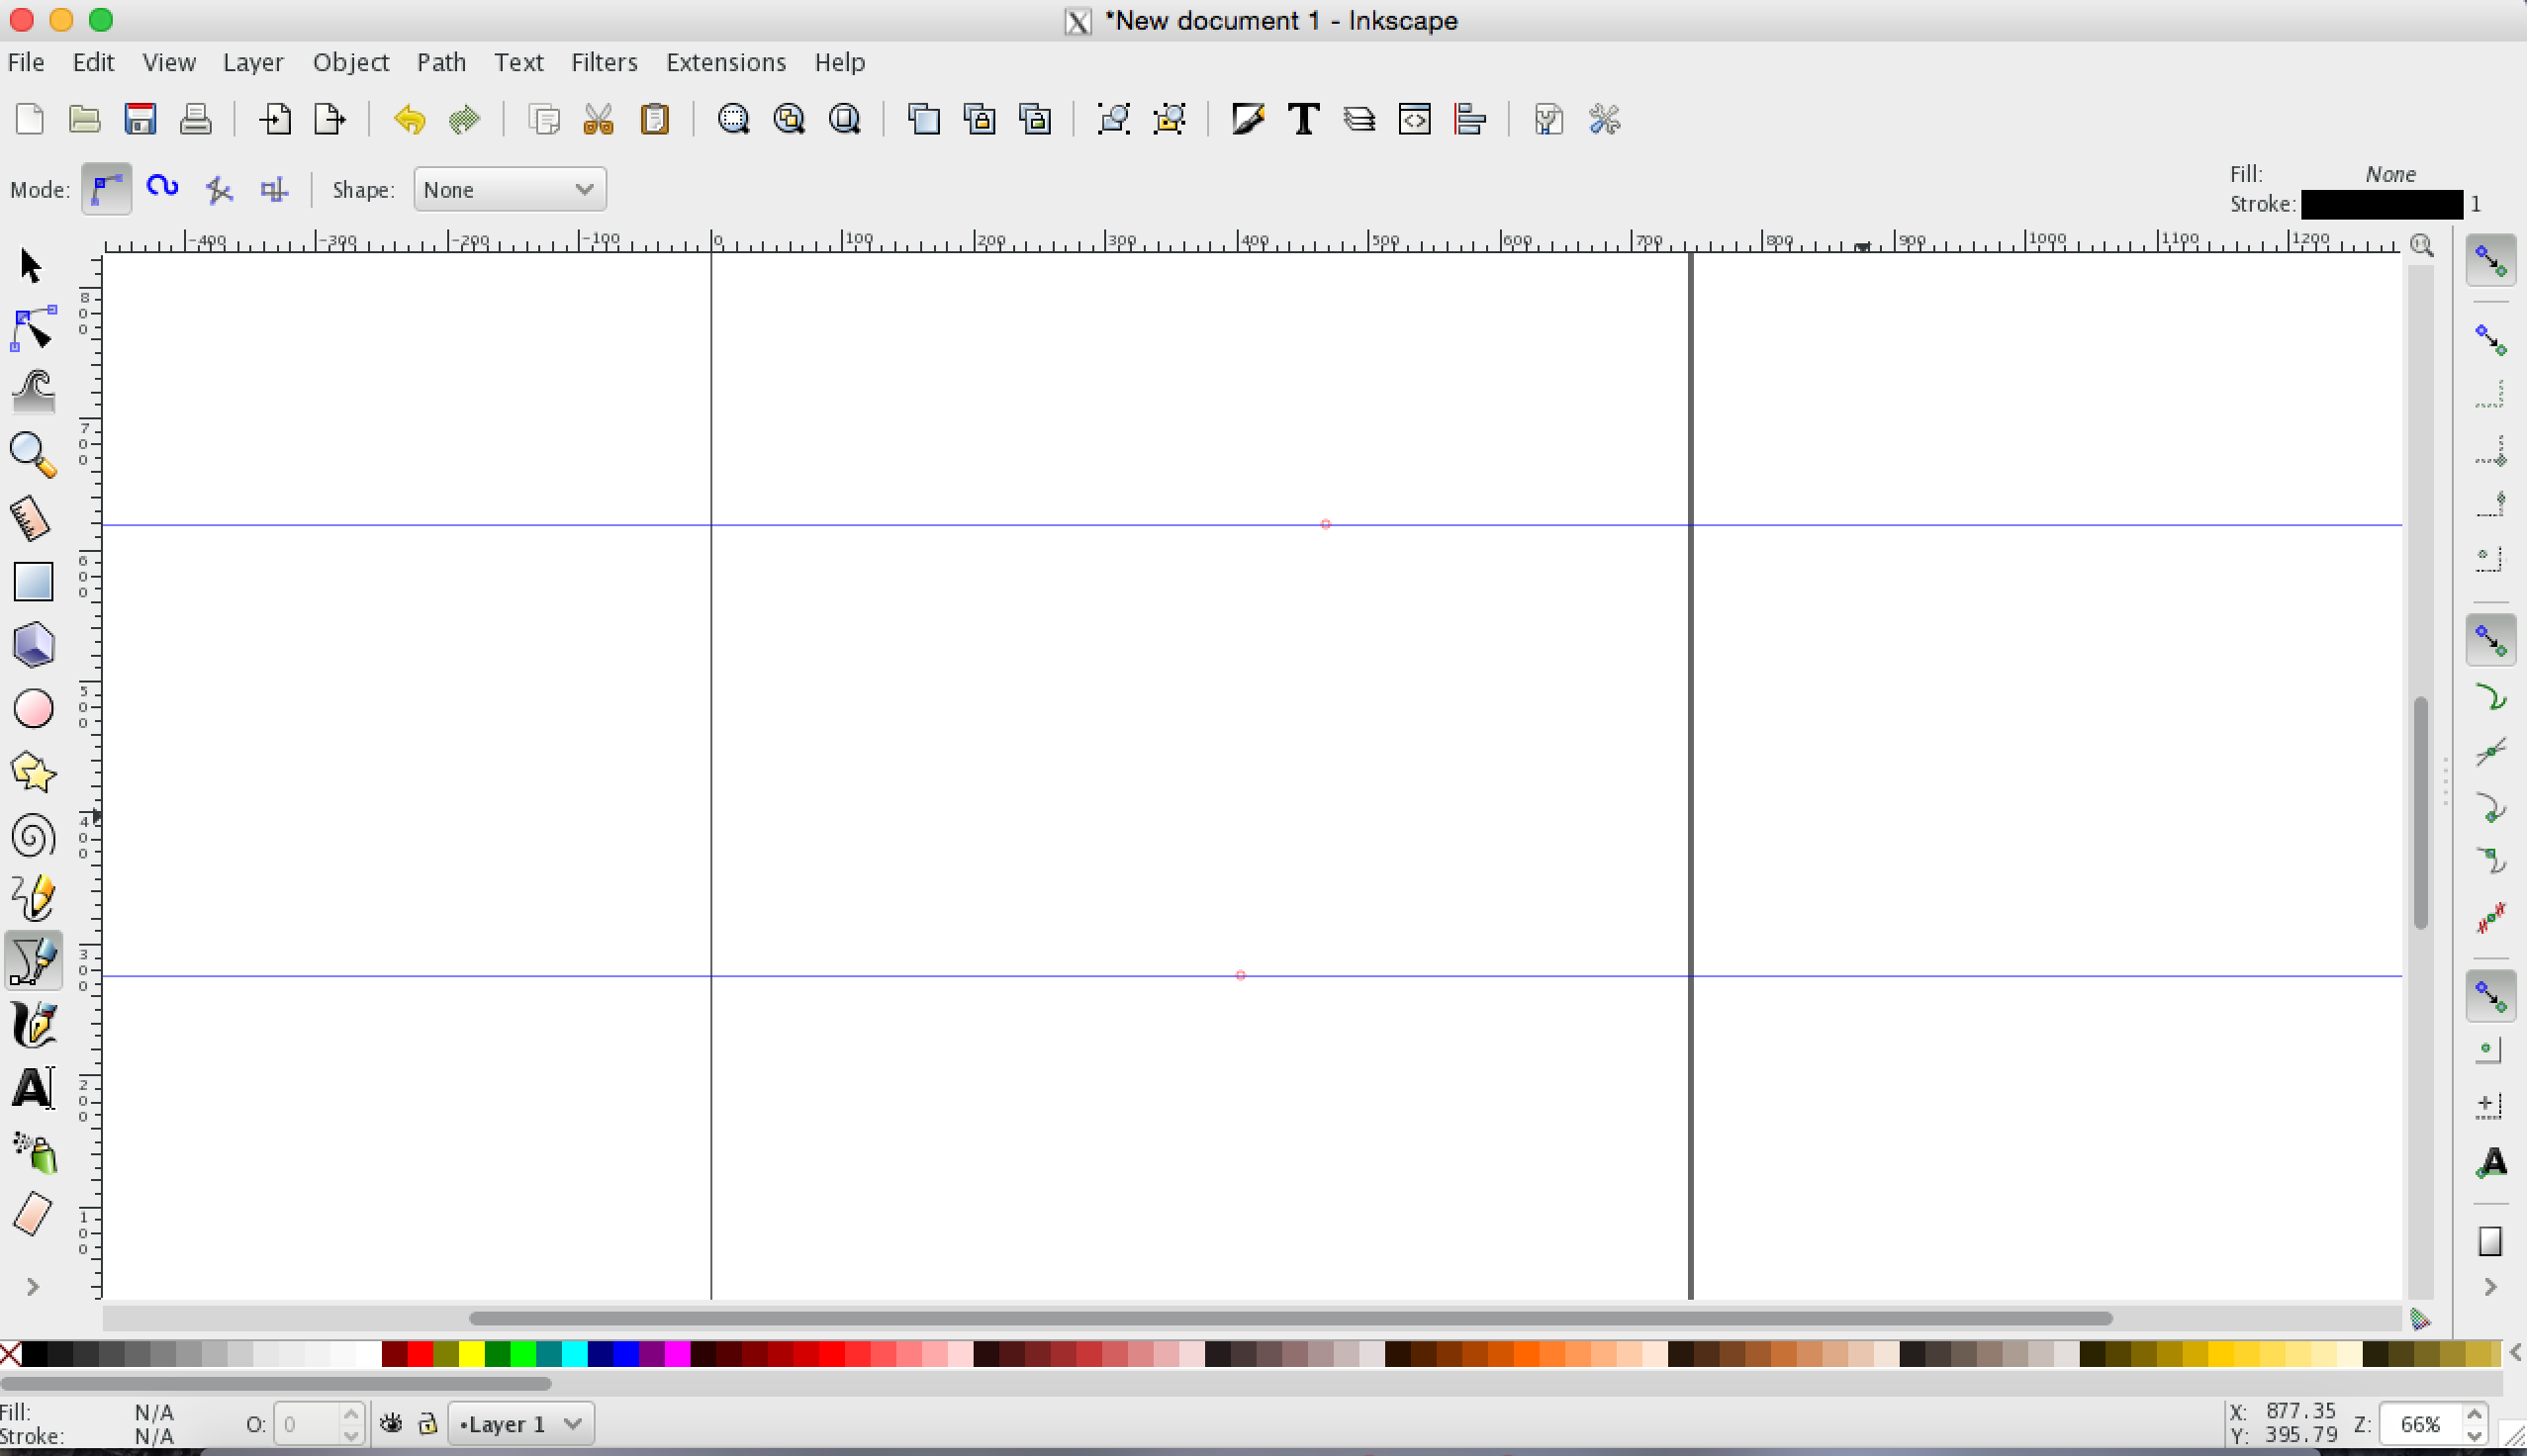 *New document 1 - Inkscape
File Edit View Layer Object Path Text Filters Extensions Help
Mode: Shape: None
Fill: None
Stroke: 1
-400 -300 -200 -100 0 100 200 300 400 500 600 700 800 900 1000 1100 1200
800
700
600
500
400
300
200
100
Fill: N/A
Stroke: N/A
O: 0
•Layer 1
X: 877.35
Y: 395.79
Z: 66%